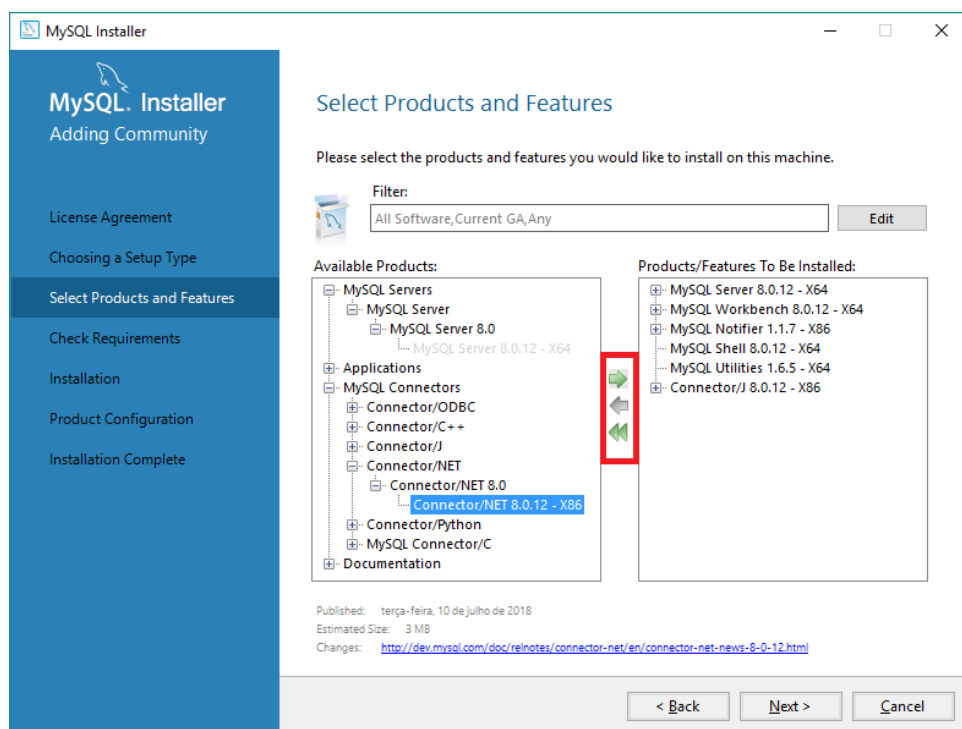 MySQL Installer
MySQL. Installer
Adding Community
License Agreement
Choosing a Setup Type
Select Products and Features
Check Requirements
Installation
Product Configuration
Installation Complete
Select Products and Features
Please select the products and features you would like to install on this machine.
Filter:
All Software,Current GA,Any
Edit
Available Products:
MySQL Servers
MySQL Server
MySQL Server 8.0
MySQL Server 8.0.12 - X64
Applications
MySQL Connectors
Connector/ODBC
Connector/C++
Connector/J
Connector/NET
Connector/NET 8.0
Connector/NET 8.0.12 - X86
Connector/Python
MySQL Connector/C
Documentation
Products/Features To Be Installed:
MySQL Server 8.0.12 - X64
MySQL Workbench 8.0.12 - X64
MySQL Notifier 1.1.7 - X86
MySQL Shell 8.0.12 - X64
MySQL Utilities 1.6.5 - X64
Connector/J 8.0.12 - X86
Published: terça-feira, 10 de julho de 2018
Estimated Size: 3 MB
Changes: http://dev.mysql.com/doc/relnotes/connector-net/en/connector-net-news-8-0-12.html
< Back
Next >
Cancel